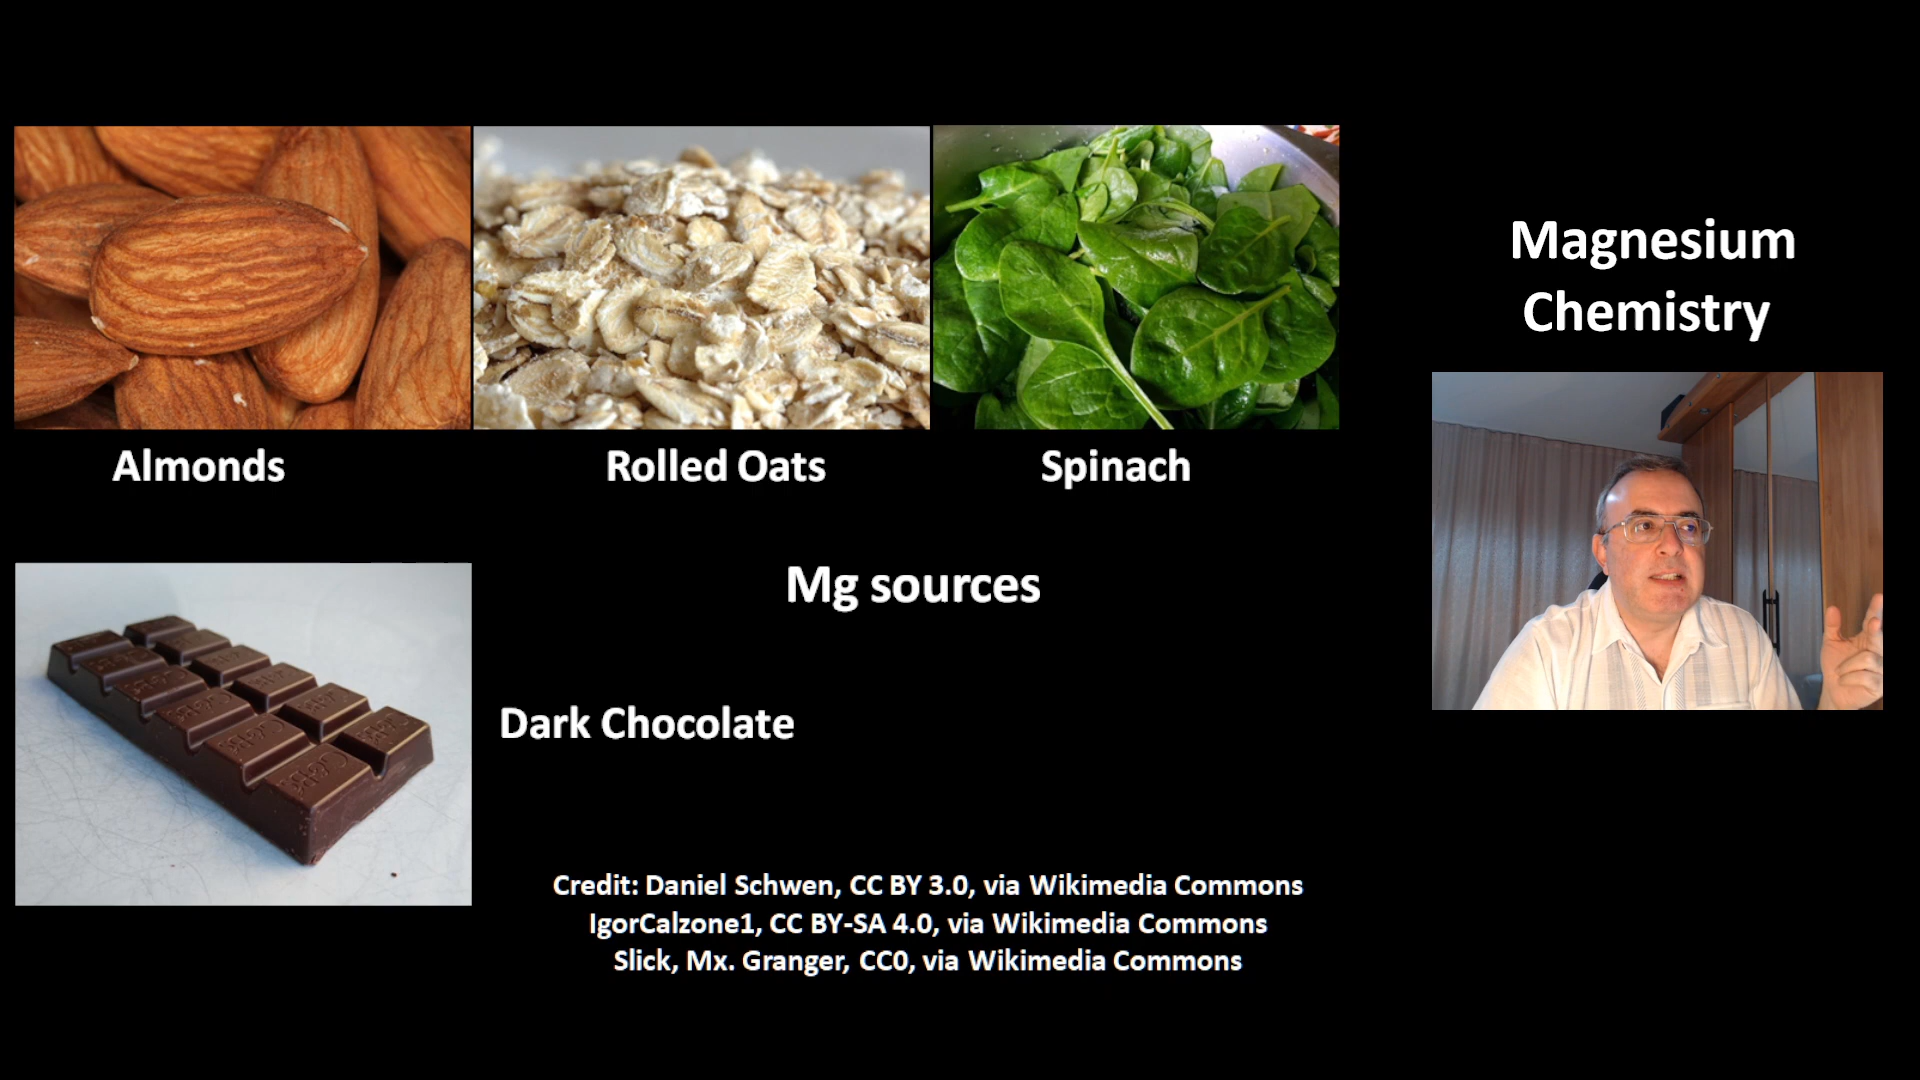 Magnesium
Chemistry
Almonds
Rolled Oats
Spinach
Mg sources
Dark Chocolate
Credit: Daniel Schwen, CC BY 3.0, via Wikimedia Commons
IgorCalzone1, CC BY-SA 4.0, via Wikimedia Commons
Slick, Mx. Granger, CC0, via Wikimedia Commons